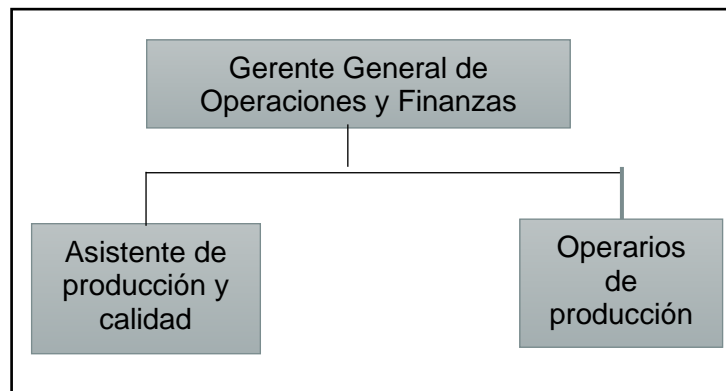 Gerente General de
Operaciones y Finanzas
Asistente de
producción y
calidad
Operarios
de
producción